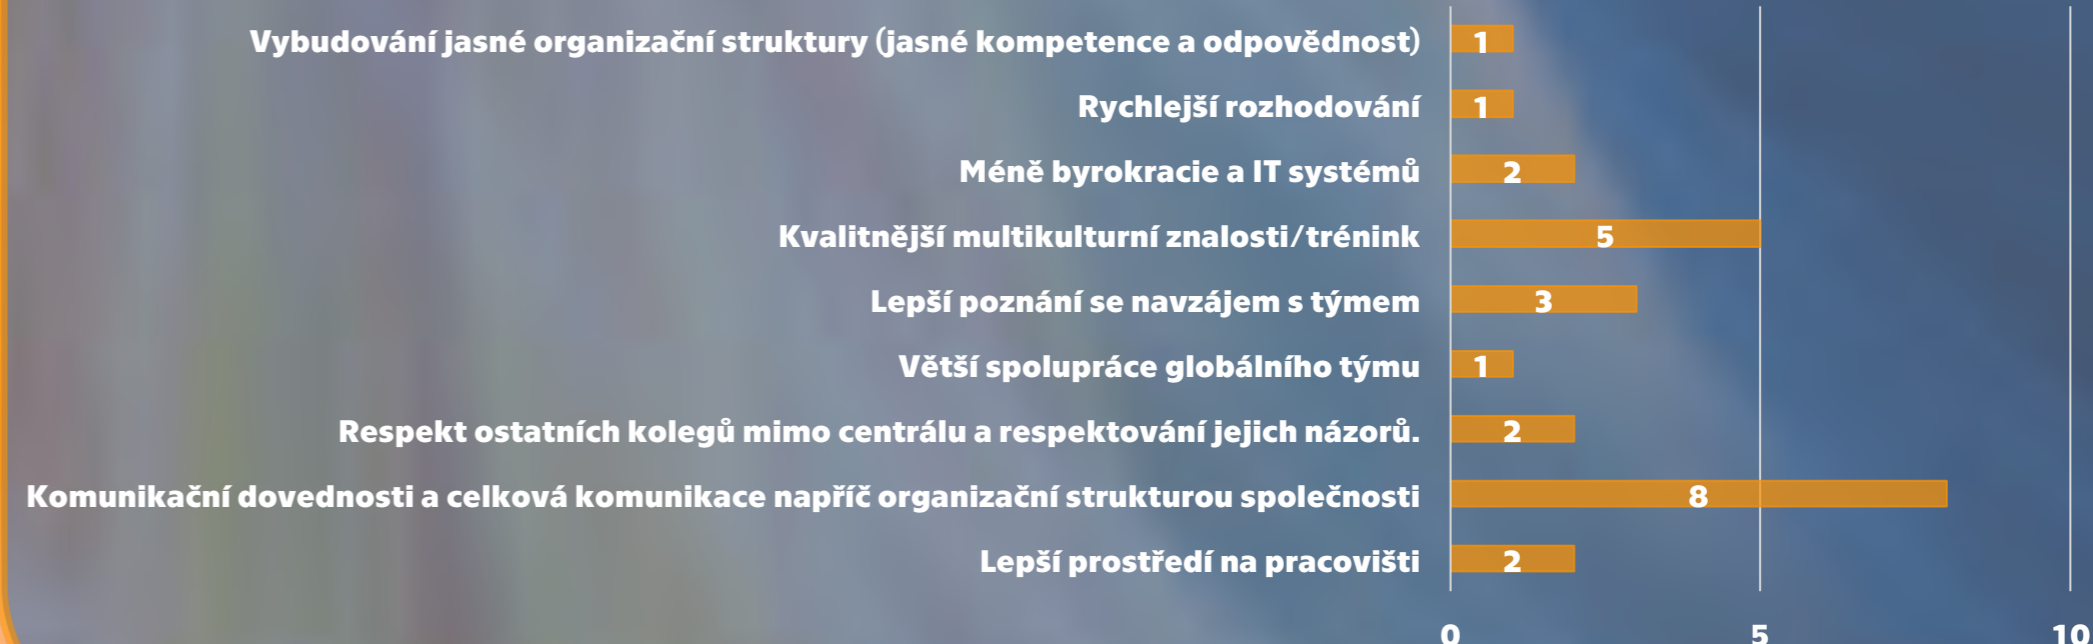 Vybudování jasné organizační struktury (jasné kompetence a odpovědnost) 1
Rychlejší rozhodování 1
Méně byrokracie a IT systémů 2
Kvalitnější multikulturní znalosti/trénink 5
Lepší poznání se navzájem s týmem 3
Větší spolupráce globálního týmu 1
Respekt ostatních kolegů mimo centrálu a respektování jejich názorů. 2
Komunikační dovednosti a celková komunikace napříč organizační strukturou společnosti 8
Lepší prostředí na pracovišti 2
0 5 10